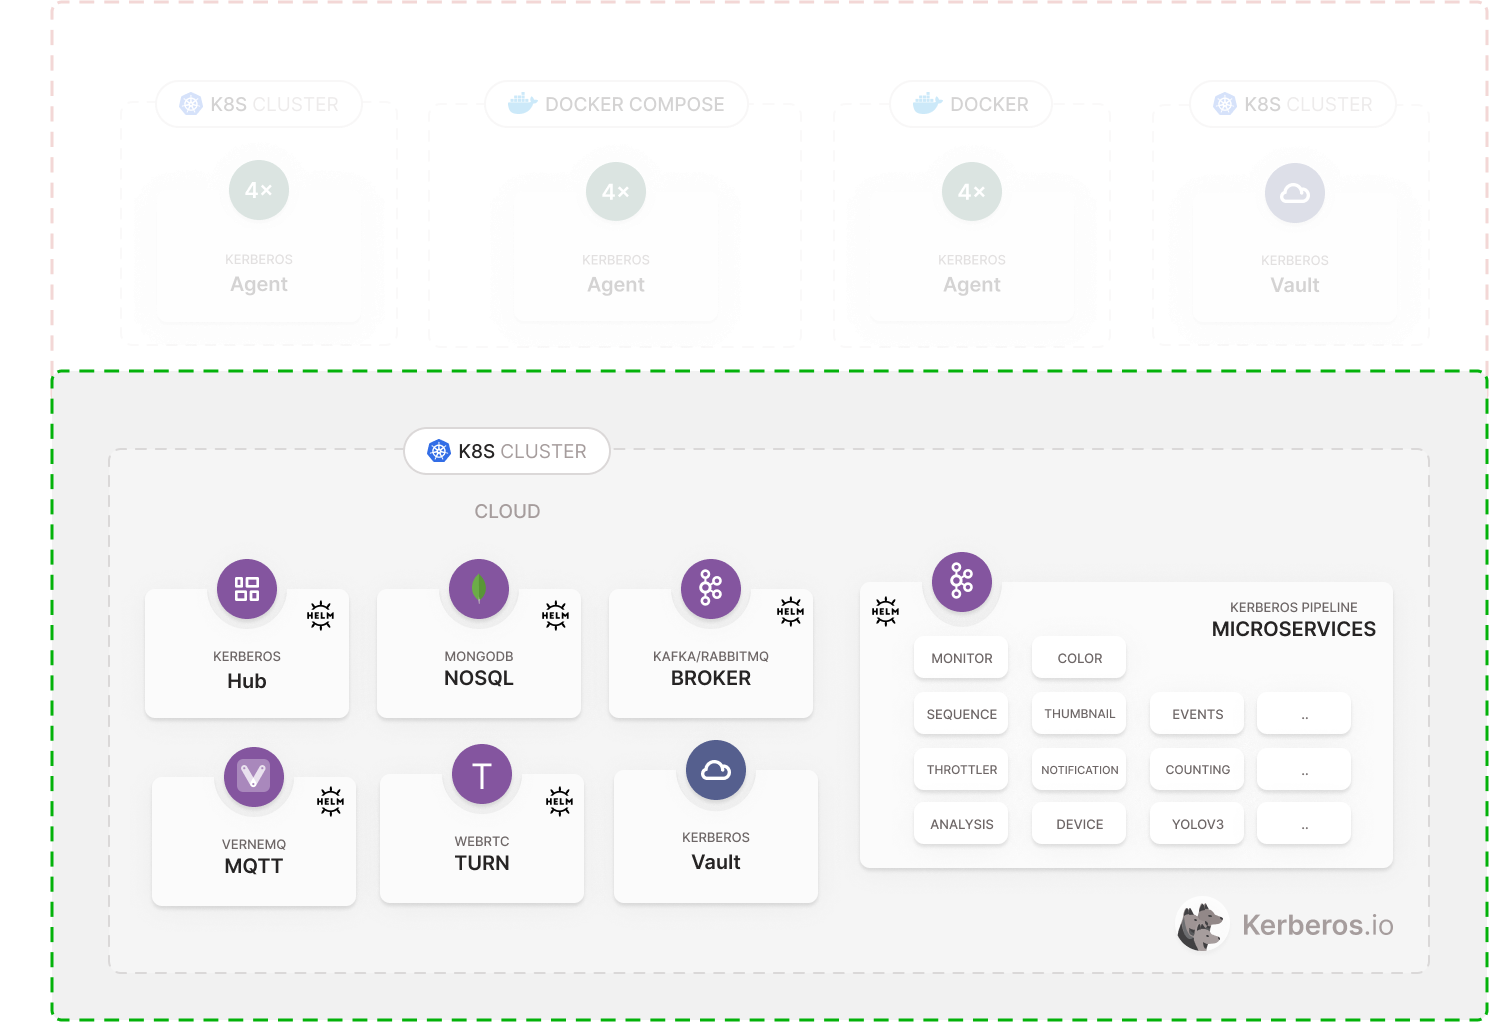 K8S CLUSTER
DOCKER COMPOSE
DOCKER
K8S CLUSTER
4×
KERBEROS
Agent
4×
KERBEROS
Agent
4×
KERBEROS
Agent
KERBEROS
Vault
K8S CLUSTER
CLOUD
HELM
KERBEROS
Hub
HELM
MONGODB
NOSQL
HELM
KAFKA/RABBITMQ
BROKER
V
HELM
VERNEMQ
MQTT
T
HELM
WEBRTC
TURN
KERBEROS
Vault
HELM
KERBEROS PIPELINE
MICROSERVICES
MONITOR
COLOR
SEQUENCE
THUMBNAIL
EVENTS
..
THROTTLER
NOTIFICATION
COUNTING
..
ANALYSIS
DEVICE
YOLOV3
..
Kerberos.io